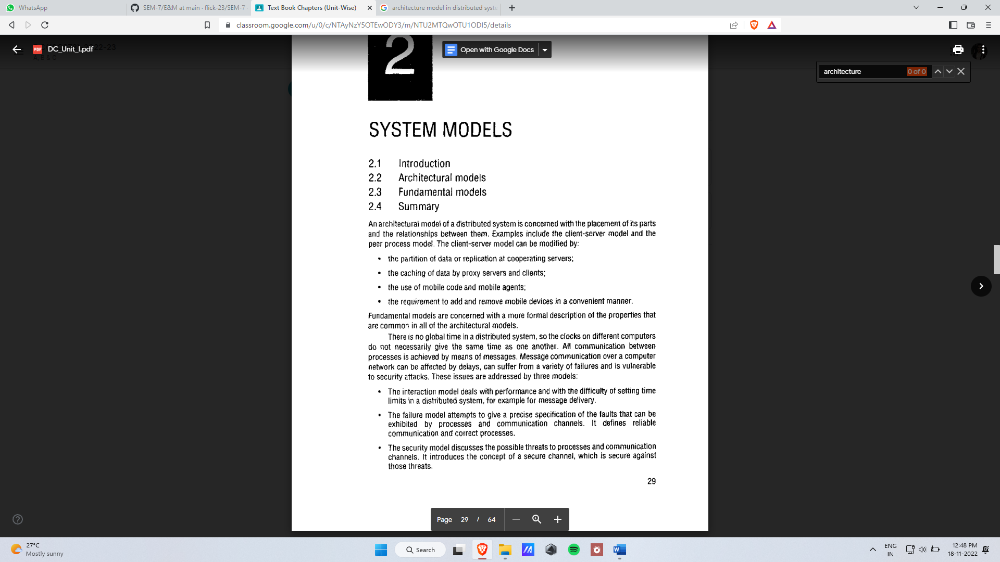 WhatsApp
SEM-7/E&M at main · flick-23/SEM-7
Text Book Chapters (Unit-Wise)
architecture model in distributed syste
classroom.google.com/u/0/c/NTAyNzY5OTEwODY3/m/NTU2MTQwOTU1ODI5/details
PDF
DC_Unit_I.pdf
22-23
A, B & C
Open with Google Docs
architecture
0 of 0
2
SYSTEM MODELS
2.1 Introduction
2.2 Architectural models
2.3 Fundamental models
2.4 Summary
An architectural model of a distributed system is concerned with the placement of its parts
and the relationships between them. Examples include the client-server model and the
peer process model. The client-server model can be modified by:
• the partition of data or replication at cooperating servers;
• the caching of data by proxy servers and clients;
• the use of mobile code and mobile agents;
• the requirement to add and remove mobile devices in a convenient manner.
Fundamental models are concerned with a more formal description of the properties that
are common in all of the architectural models.
There is no global time in a distributed system, so the clocks on different computers
do not necessarily give the same time as one another. All communication between
processes is achieved by means of messages. Message communication over a computer
network can be affected by delays, can suffer from a variety of failures and is vulnerable
to security attacks. These issues are addressed by three models:
• The interaction model deals with performance and with the difficulty of setting time
limits in a distributed system, for example for message delivery.
• The failure model attempts to give a precise specification of the faults that can be
exhibited by processes and communication channels. It defines reliable
communication and correct processes.
• The security model discusses the possible threats to processes and communication
channels. It introduces the concept of a secure channel, which is secure against
those threats.
29
Page 29 / 64
27°C
Mostly sunny
Search
ENG
IN
12:48 PM
18-11-2022